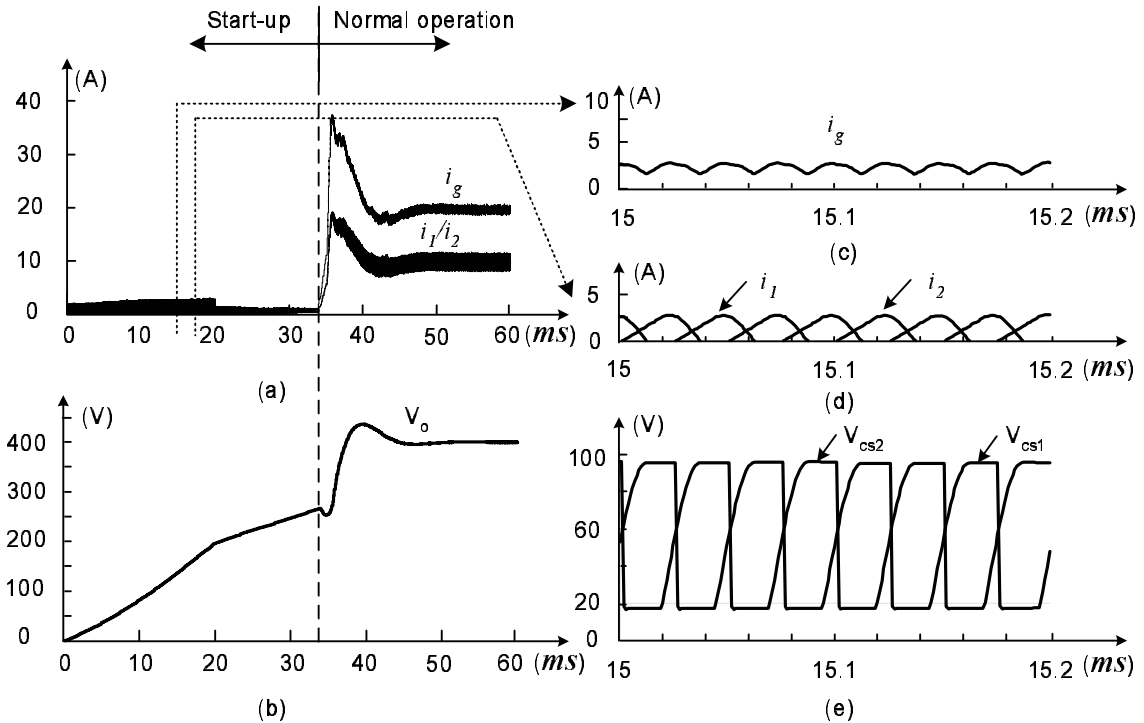 Start-up
Normal operation
(A)
40
30
20
10
0
i_g
i_1/i_2
0 10 20 30 40 50 60 (ms)
(a)
(V)
400
300
200
100
0
V_o
0 10 20 30 40 50 60 (ms)
(b)
(A)
10
5
0
i_g
15 15.1 15.2 (ms)
(c)
(A)
5
0
i_1
i_2
15 15.1 15.2 (ms)
(d)
(V)
100
60
20
0
V_cs2
V_cs1
15 15.1 15.2 (ms)
(e)